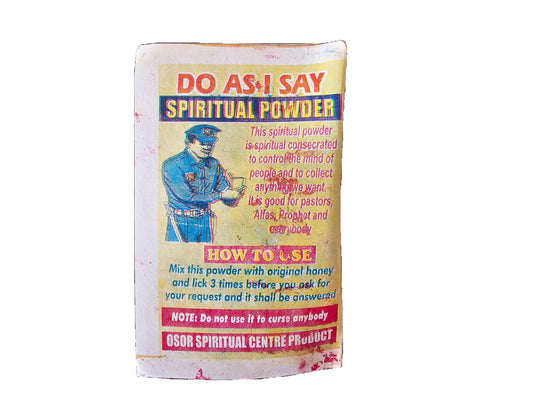 DO AS I SAY
SPIRITUAL POWDER
This spiritual powder
is spiritual consecrated
to control the mind of
people and to collect
anything we want.
It is good for pastors,
Alfas, Prophet and
everybody
HOW TO USE
Mix this powder with original honey
and lick 3 times before you ask for
your request and it shall be answered
NOTE: Do not use it to curse anybody
OSOR SPIRITUAL CENTRE PRODUCT